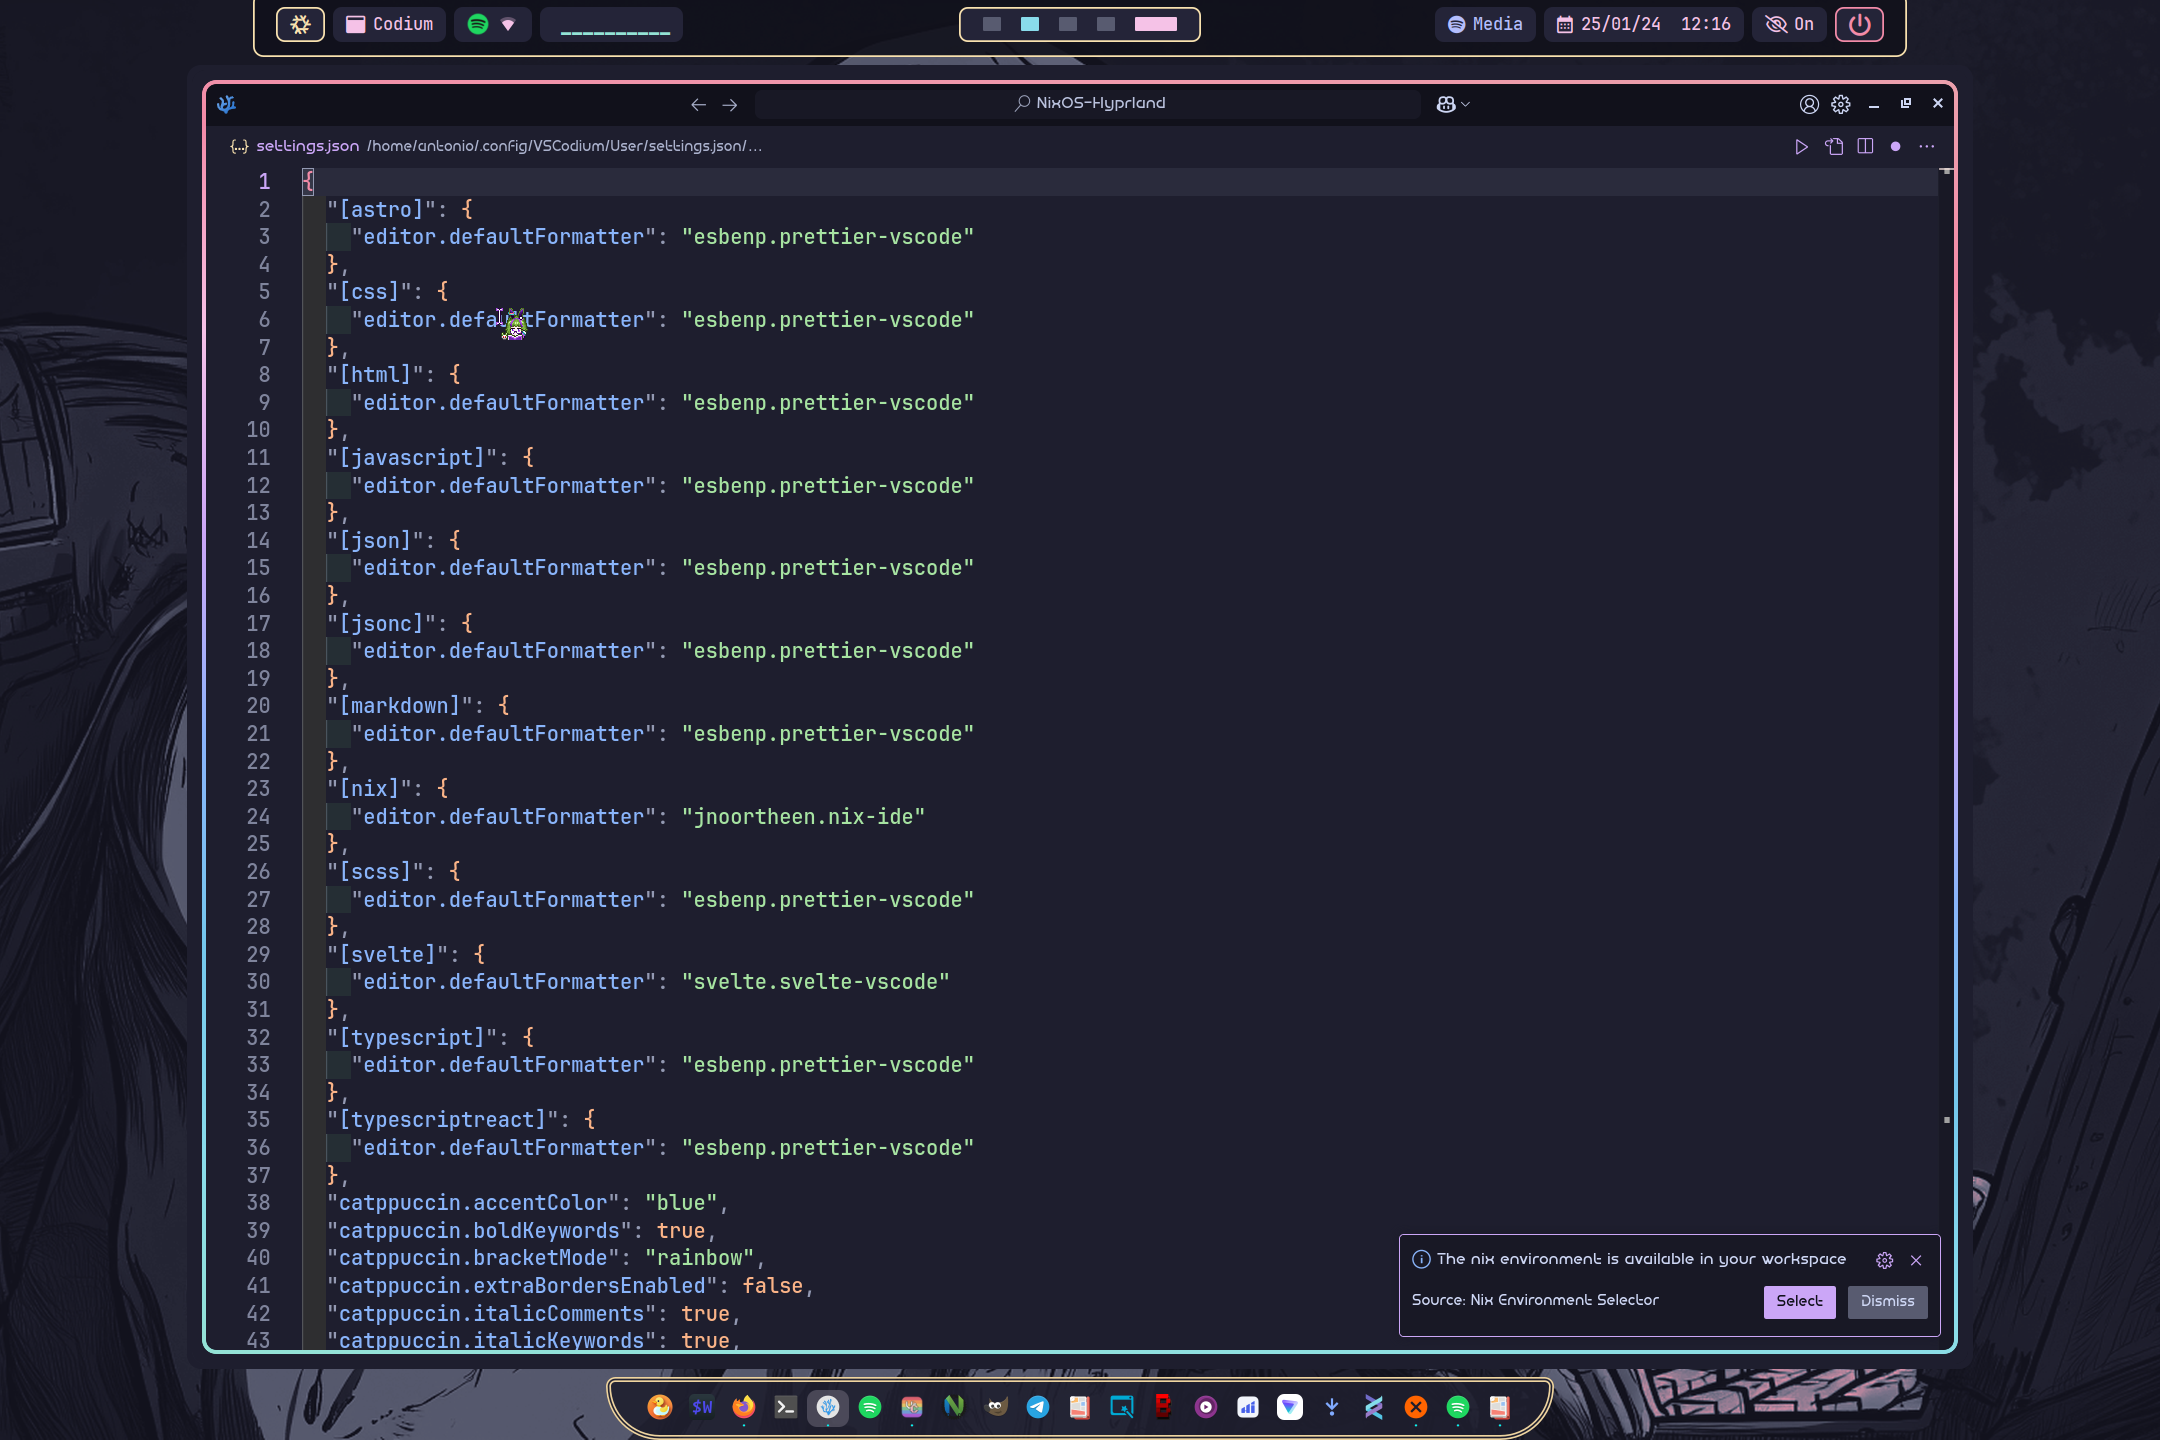 Codium
Media
25/01/24 12:16
On
NixOS-Hyprland
{..} settings.json /home/antonio/.config/VSCodium/User/settings.json/...
1 {
2 "[astro]": {
3 "editor.defaultFormatter": "esbenp.prettier-vscode"
4 },
5 "[css]": {
6 "editor.defaultFormatter": "esbenp.prettier-vscode"
7 },
8 "[html]": {
9 "editor.defaultFormatter": "esbenp.prettier-vscode"
10 },
11 "[javascript]": {
12 "editor.defaultFormatter": "esbenp.prettier-vscode"
13 },
14 "[json]": {
15 "editor.defaultFormatter": "esbenp.prettier-vscode"
16 },
17 "[jsonc]": {
18 "editor.defaultFormatter": "esbenp.prettier-vscode"
19 },
20 "[markdown]": {
21 "editor.defaultFormatter": "esbenp.prettier-vscode"
22 },
23 "[nix]": {
24 "editor.defaultFormatter": "jnoortheen.nix-ide"
25 },
26 "[scss]": {
27 "editor.defaultFormatter": "esbenp.prettier-vscode"
28 },
29 "[svelte]": {
30 "editor.defaultFormatter": "svelte.svelte-vscode"
31 },
32 "[typescript]": {
33 "editor.defaultFormatter": "esbenp.prettier-vscode"
34 },
35 "[typescriptreact]": {
36 "editor.defaultFormatter": "esbenp.prettier-vscode"
37 },
38 "catppuccin.accentColor": "blue",
39 "catppuccin.boldKeywords": true,
40 "catppuccin.bracketMode": "rainbow",
41 "catppuccin.extraBordersEnabled": false,
42 "catppuccin.italicComments": true,
43 "catppuccin.italicKeywords": true,
The nix environment is available in your workspace
Source: Nix Environment Selector
Select
Dismiss
$W